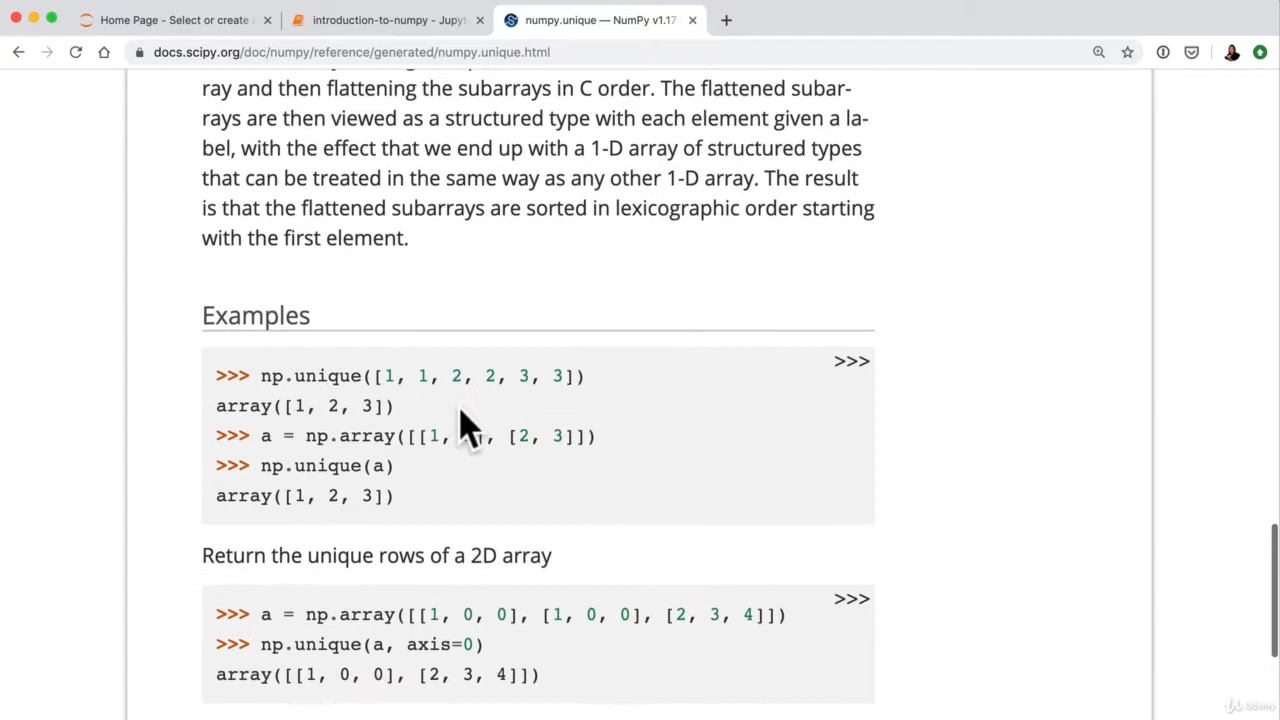 Home Page - Select or create a
introduction-to-numpy - Jupyt
numpy.unique — NumPy v1.17
docs.scipy.org/doc/numpy/reference/generated/numpy.unique.html
ray and then flattening the subarrays in C order. The flattened subar-
rays are then viewed as a structured type with each element given a la-
bel, with the effect that we end up with a 1-D array of structured types
that can be treated in the same way as any other 1-D array. The result
is that the flattened subarrays are sorted in lexicographic order starting
with the first element.
Examples
>>>
>>> np.unique([1, 1, 2, 2, 3, 3])
array([1, 2, 3])
>>> a = np.array([[1, , [2, 3]])
>>> np.unique(a)
array([1, 2, 3])
Return the unique rows of a 2D array
>>>
>>> a = np.array([[1, 0, 0], [1, 0, 0], [2, 3, 4]])
>>> np.unique(a, axis=0)
array([[1, 0, 0], [2, 3, 4]])
Udemy